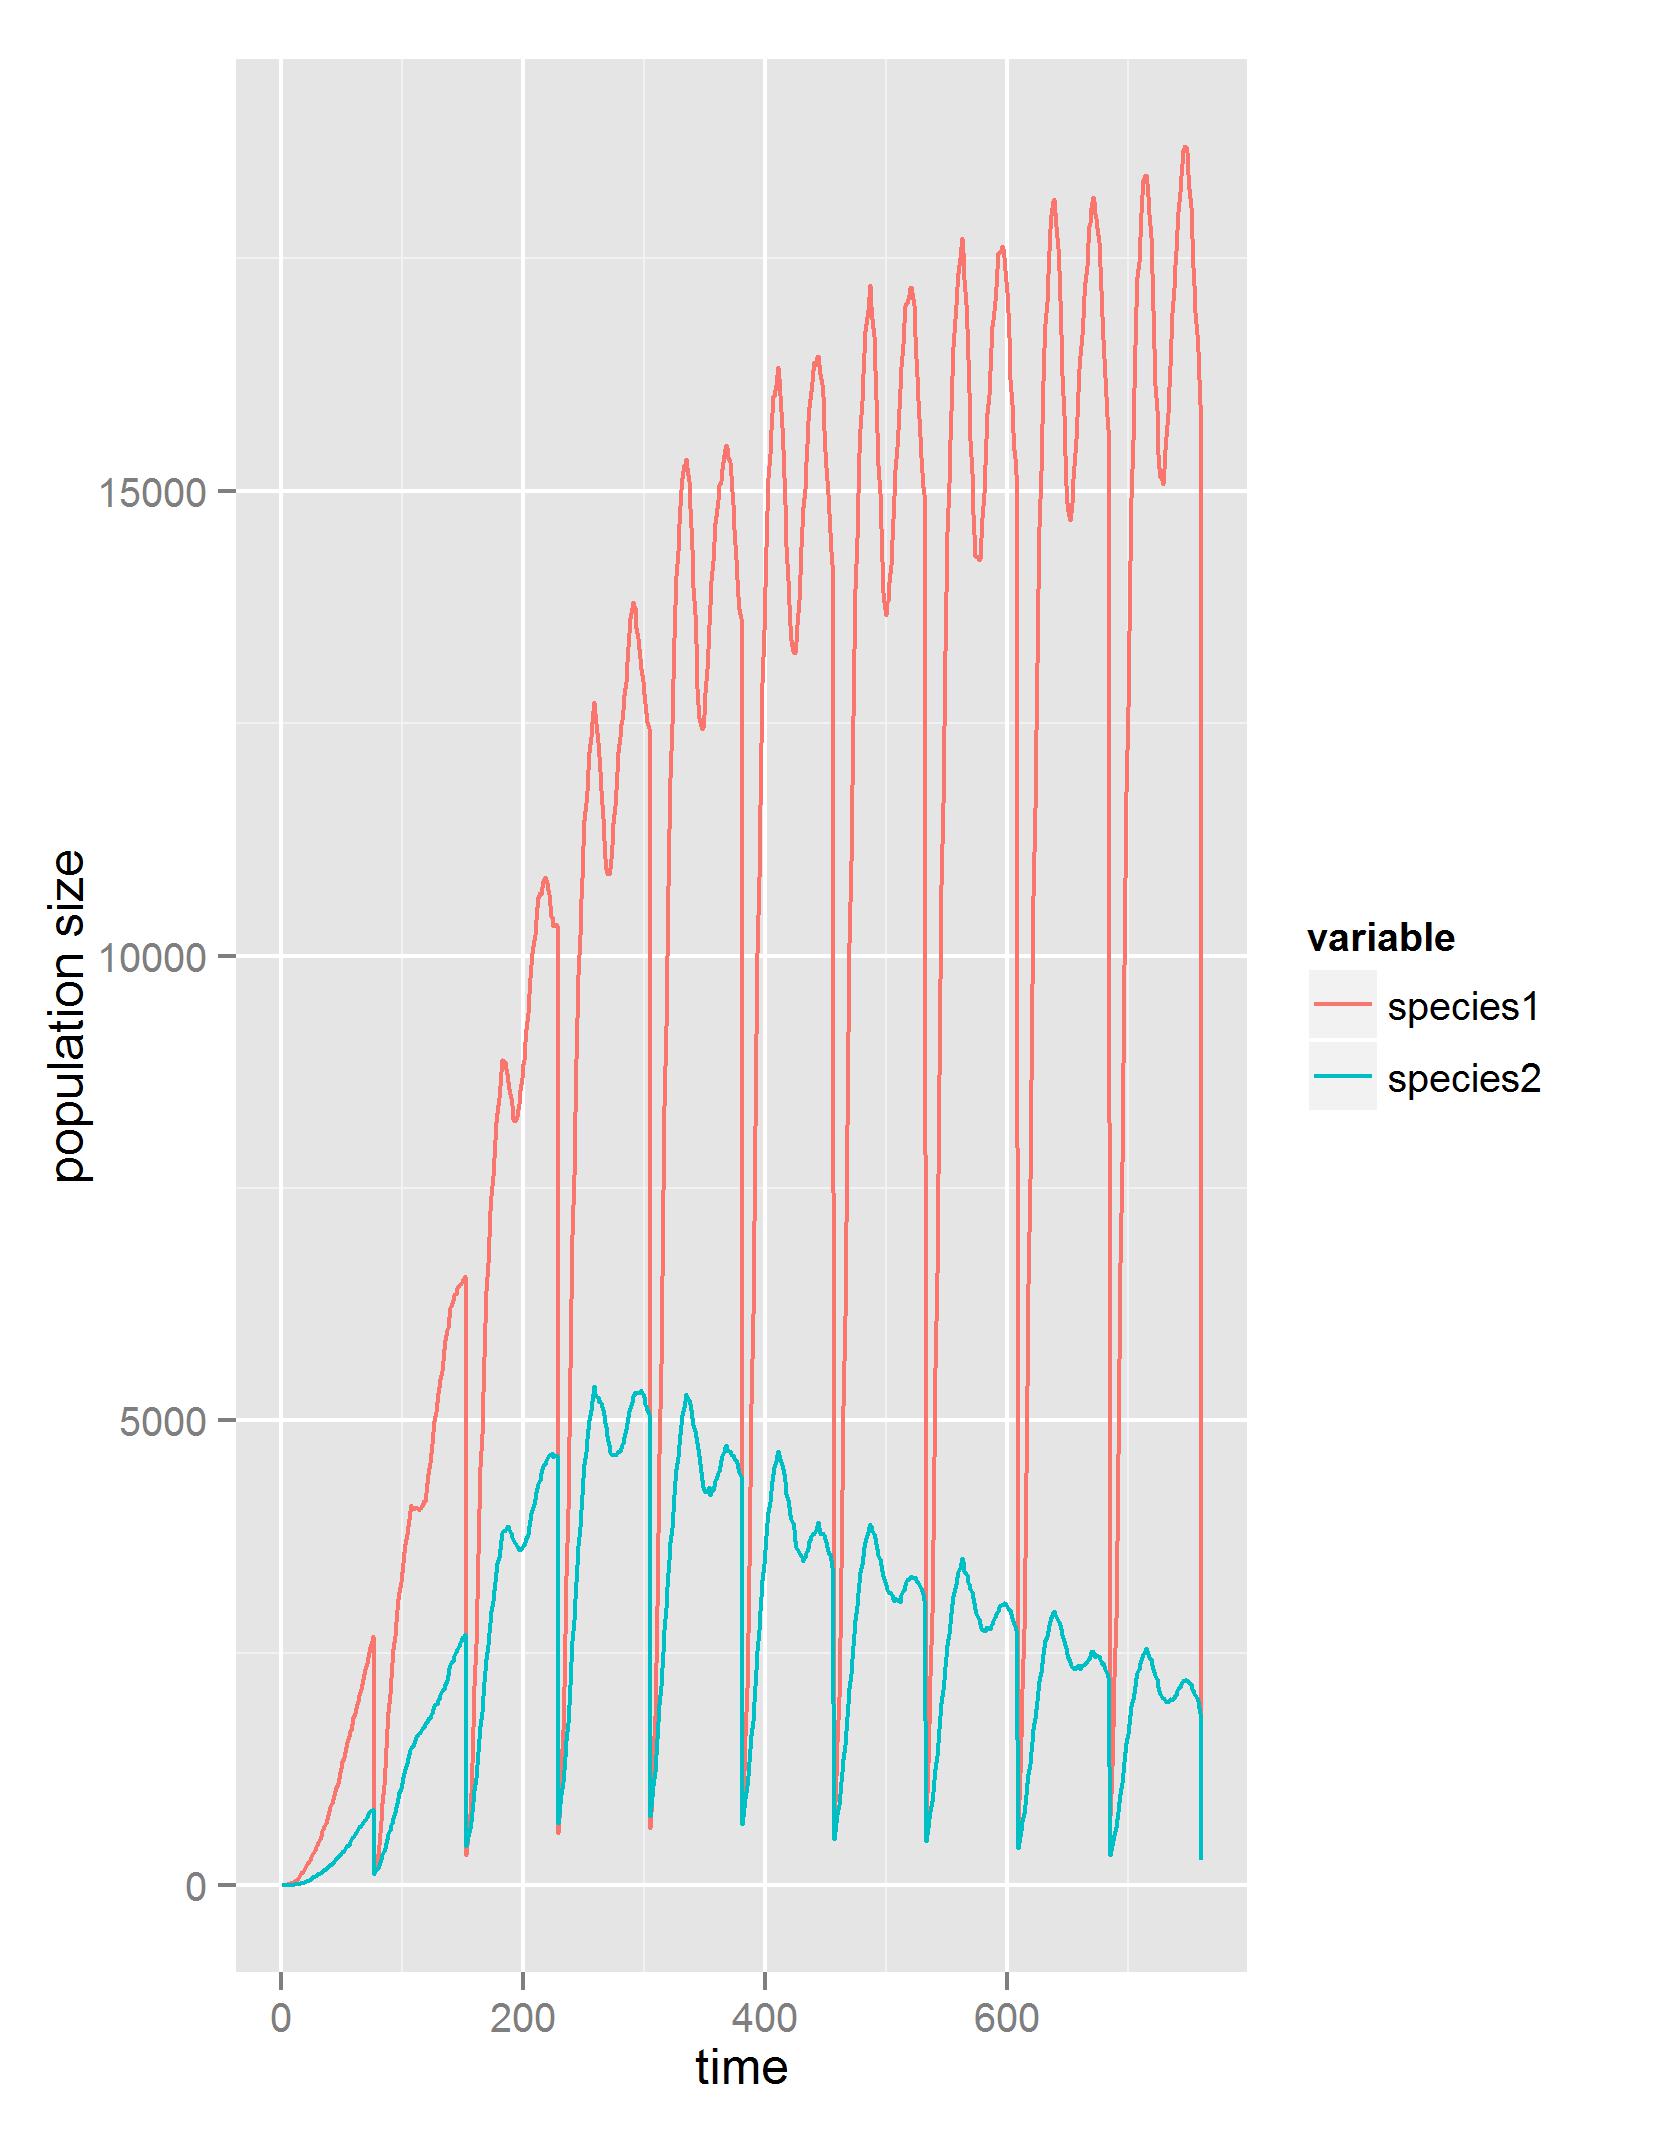 population size
15000
10000
5000
0
0 200 400 600
time
variable
species1
species2